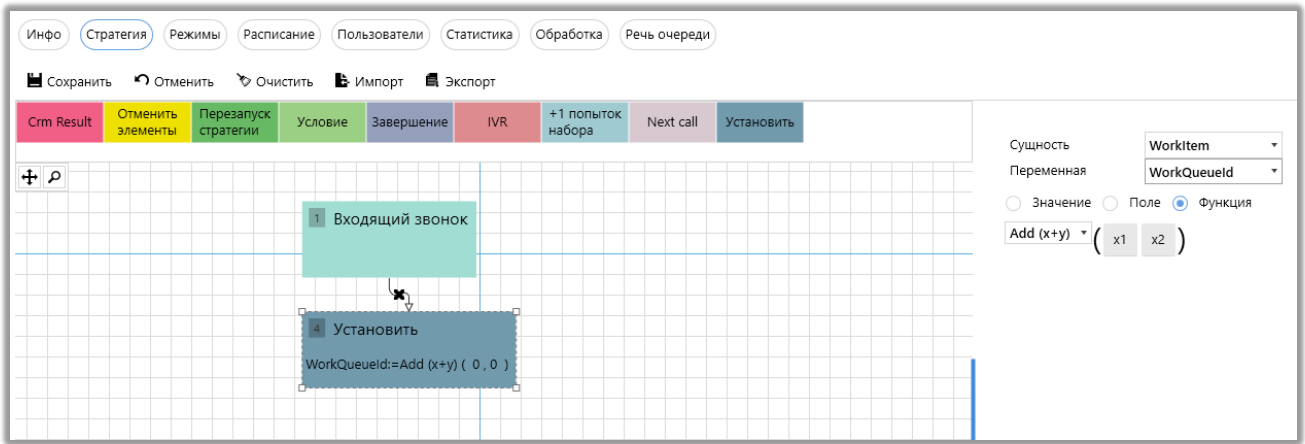 Инфо Стратегия Режимы Расписание Пользователи Статистика Обработка Речь очереди
Сохранить Отменить Очистить Импорт Экспорт
Crm Result
Отменить
элементы
Перезапуск
стратегии
Условие
Завершение
IVR
+1 попыток
набора
Next call
Установить
1 Входящий звонок
4 Установить
WorkQueueId:=Add (x+y) ( 0 , 0 )
Сущность WorkItem
Переменная WorkQueueId
Значение Поле Функция
Add (x+y) ( x1 x2 )